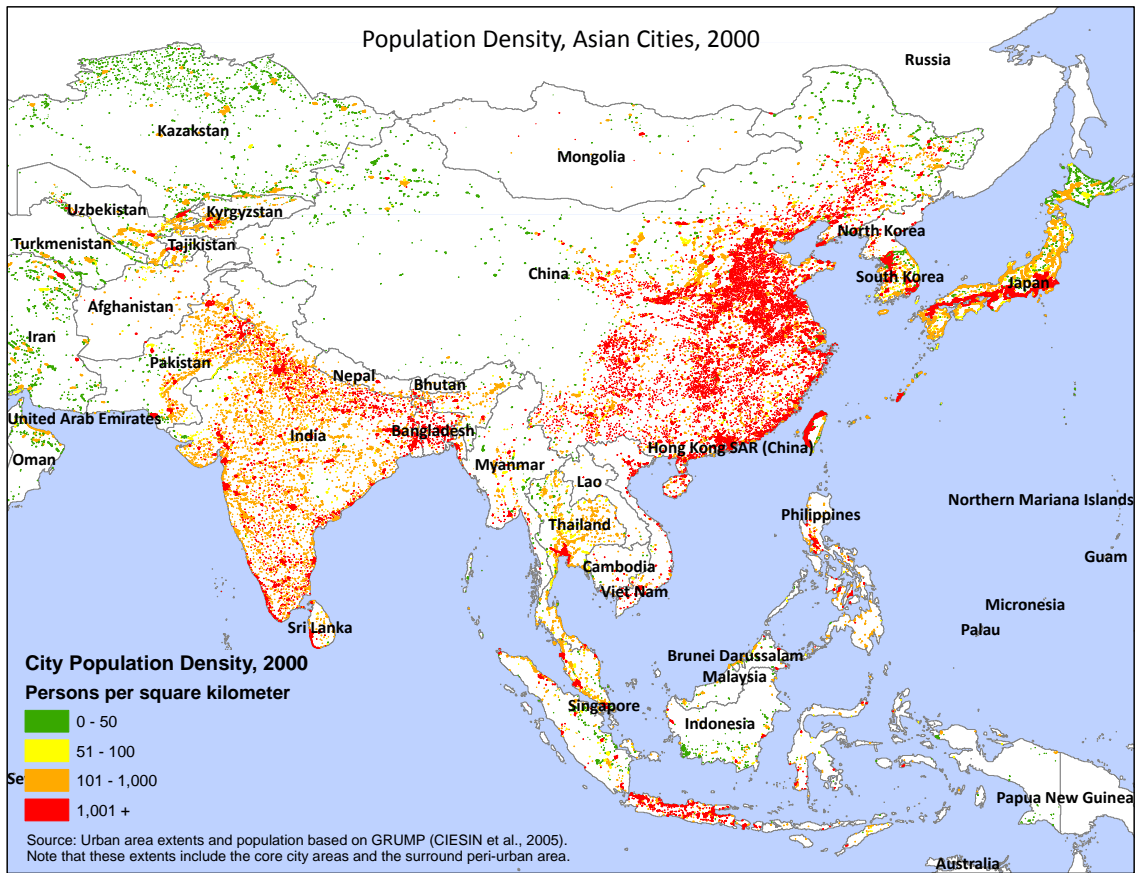 Population Density, Asian Cities, 2000
Russia
Kazakstan
Mongolia
Uzbekistan
Kyrgyzstan
Turkmenistan
Tajikistan
North Korea
China
South Korea
Japan
Afghanistan
Iran
Pakistan
Nepal
Bhutan
United Arab Emirates
India
Bangladesh
Hong Kong SAR (China)
Oman
Myanmar
Lao
Northern Mariana Islands
Philippines
Thailand
Guam
Cambodia
Viet Nam
Micronesia
Sri Lanka
Palau
Brunei Darussalam
Malaysia
Singapore
Indonesia
City Population Density, 2000
Persons per square kilometer
0 - 50
51 - 100
101 - 1,000
1,001 +
Se
Papua New Guinea
Source: Urban area extents and population based on GRUMP (CIESIN et al., 2005).
Note that these extents include the core city areas and the surround peri-urban area.
Australia